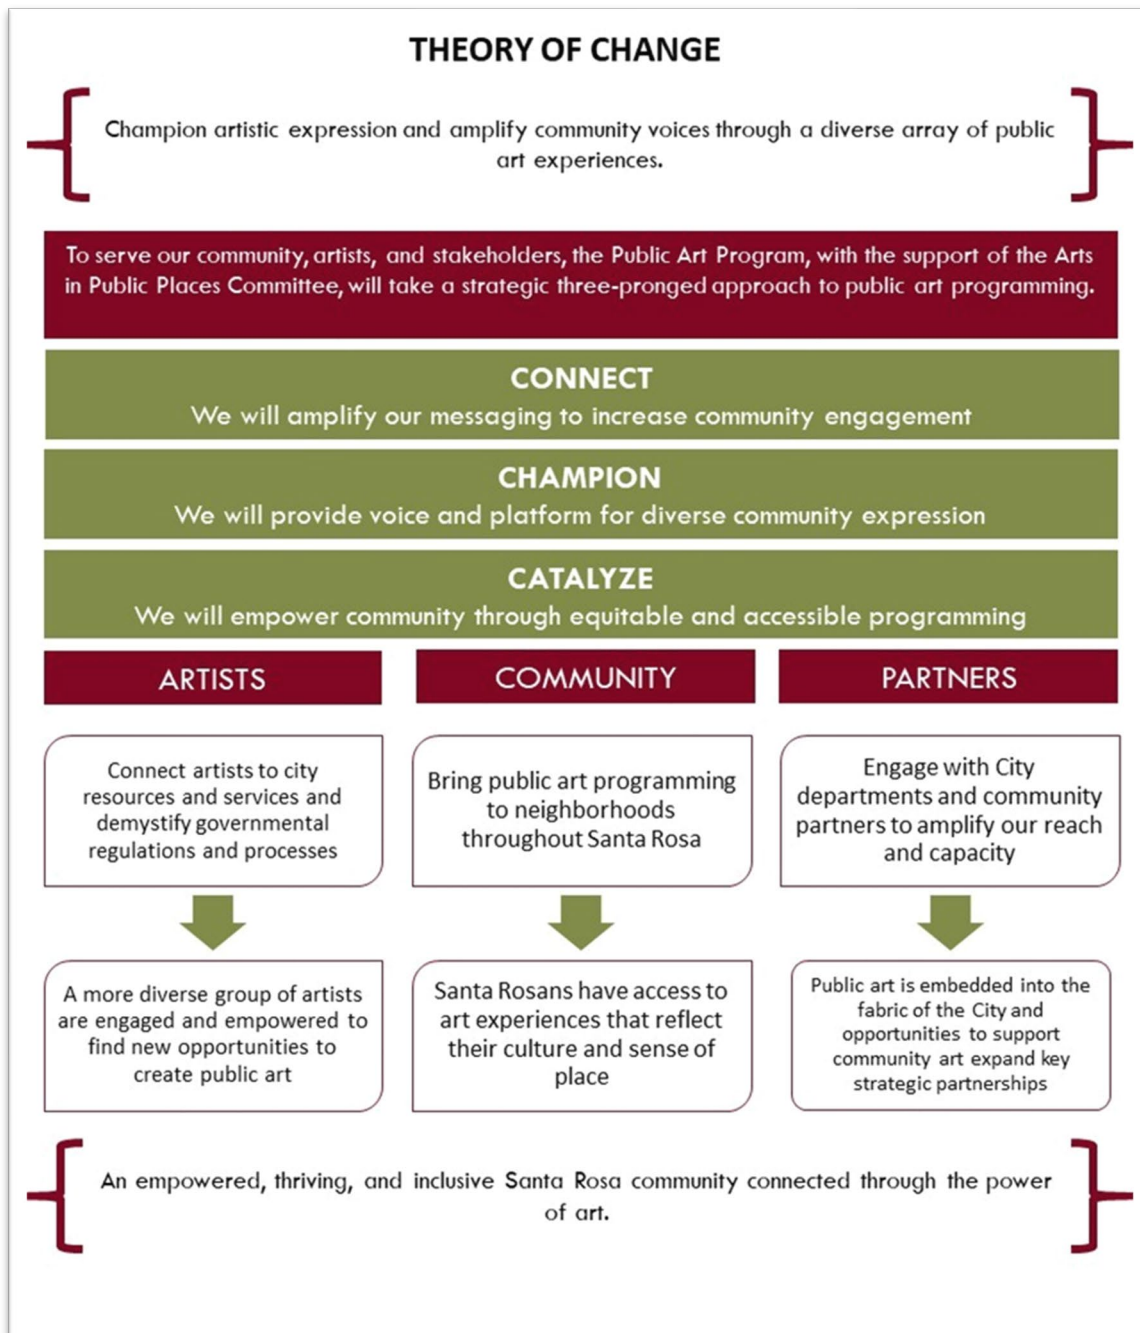 THEORY OF CHANGE
Champion artistic expression and amplify community voices through a diverse array of public
art experiences.
To serve our community, artists, and stakeholders, the Public Art Program, with the support of the Arts
in Public Places Committee, will take a strategic three-pronged approach to public art programming.
CONNECT
We will amplify our messaging to increase community engagement
CHAMPION
We will provide voice and platform for diverse community expression
CATALYZE
We will empower community through equitable and accessible programming
ARTISTS
Connect artists to city
resources and services and
demystify governmental
regulations and processes
A more diverse group of artists
are engaged and empowered to
find new opportunities to
create public art
COMMUNITY
Bring public art programming
to neighborhoods
throughout Santa Rosa
Santa Rosans have access to
art experiences that reflect
their culture and sense of
place
PARTNERS
Engage with City
departments and community
partners to amplify our reach
and capacity
Public art is embedded into the
fabric of the City and
opportunities to support
community art expand key
strategic partnerships
An empowered, thriving, and inclusive Santa Rosa community connected through the power
of art.